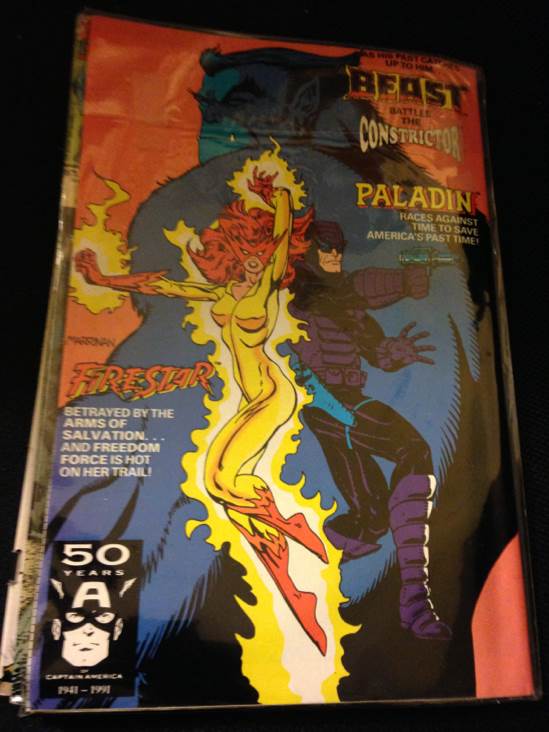 AS HIS PAST CATCHES
UP TO HIM
BEAST
BATTLES
THE
CONSTRICTOR
PALADIN
RACES AGAINST
TIME TO SAVE
AMERICA'S PAST TIME!
FIRESTAR
BETRAYED BY THE
ARMS OF
SALVATION...
AND FREEDOM
FORCE IS HOT
ON HER TRAIL!
50
YEARS
A
OF
CAPTAIN AMERICA
1941-1991